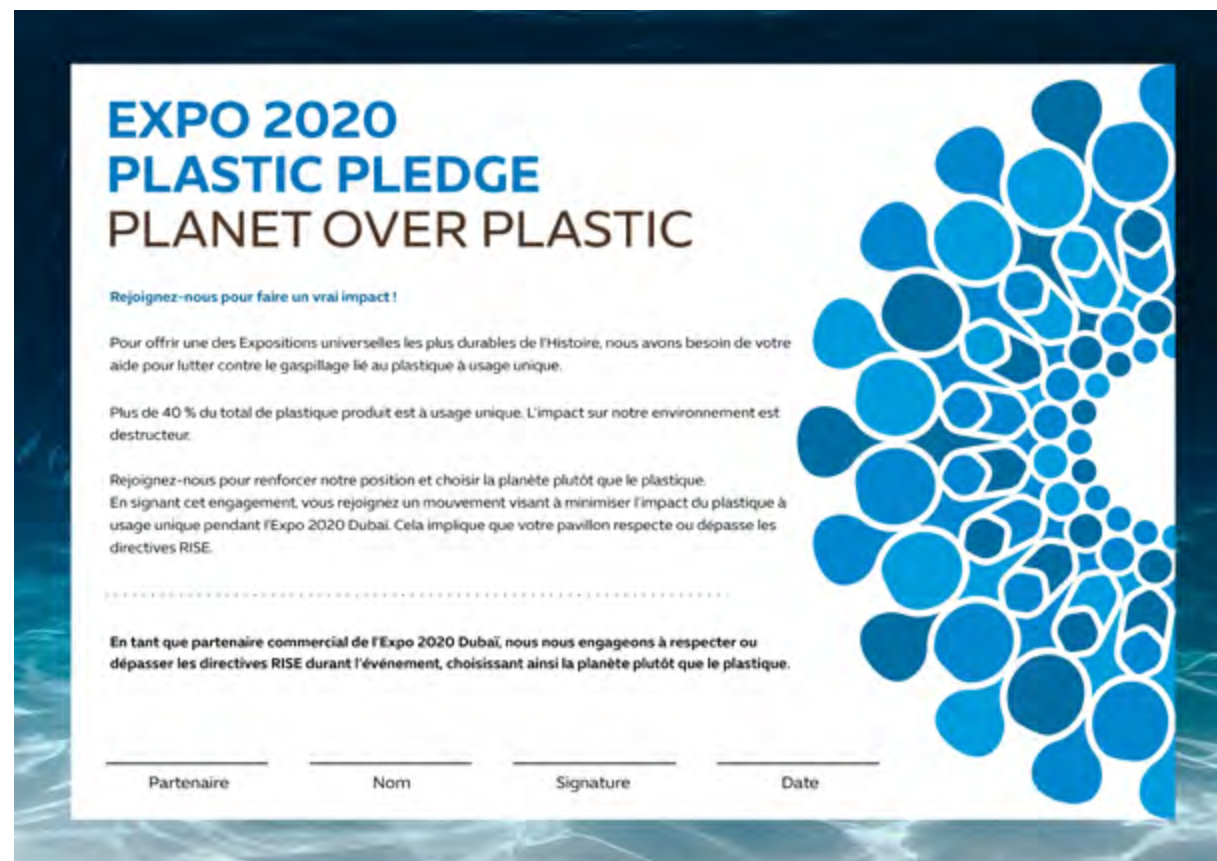 EXPO 2020
PLASTIC PLEDGE
PLANET OVER PLASTIC
Rejoignez-nous pour faire un vrai impact !
Pour offrir une des Expositions universelles les plus durables de l'Histoire, nous avons besoin de votre
aide pour lutter contre le gaspillage lié au plastique à usage unique.
Plus de 40 % du total de plastique produit est à usage unique. L'impact sur notre environnement est
destructeur.
Rejoignez-nous pour renforcer notre position et choisir la planète plutôt que le plastique.
En signant cet engagement, vous rejoignez un mouvement visant à minimiser l'impact du plastique à
usage unique pendant l'Expo 2020 Dubaï. Cela implique que votre pavillon respecte ou dépasse les
directives RISE.
En tant que partenaire commercial de l'Expo 2020 Dubaï, nous nous engageons à respecter ou
dépasser les directives RISE durant l'événement, choisissant ainsi la planète plutôt que le plastique.
Partenaire Nom Signature Date